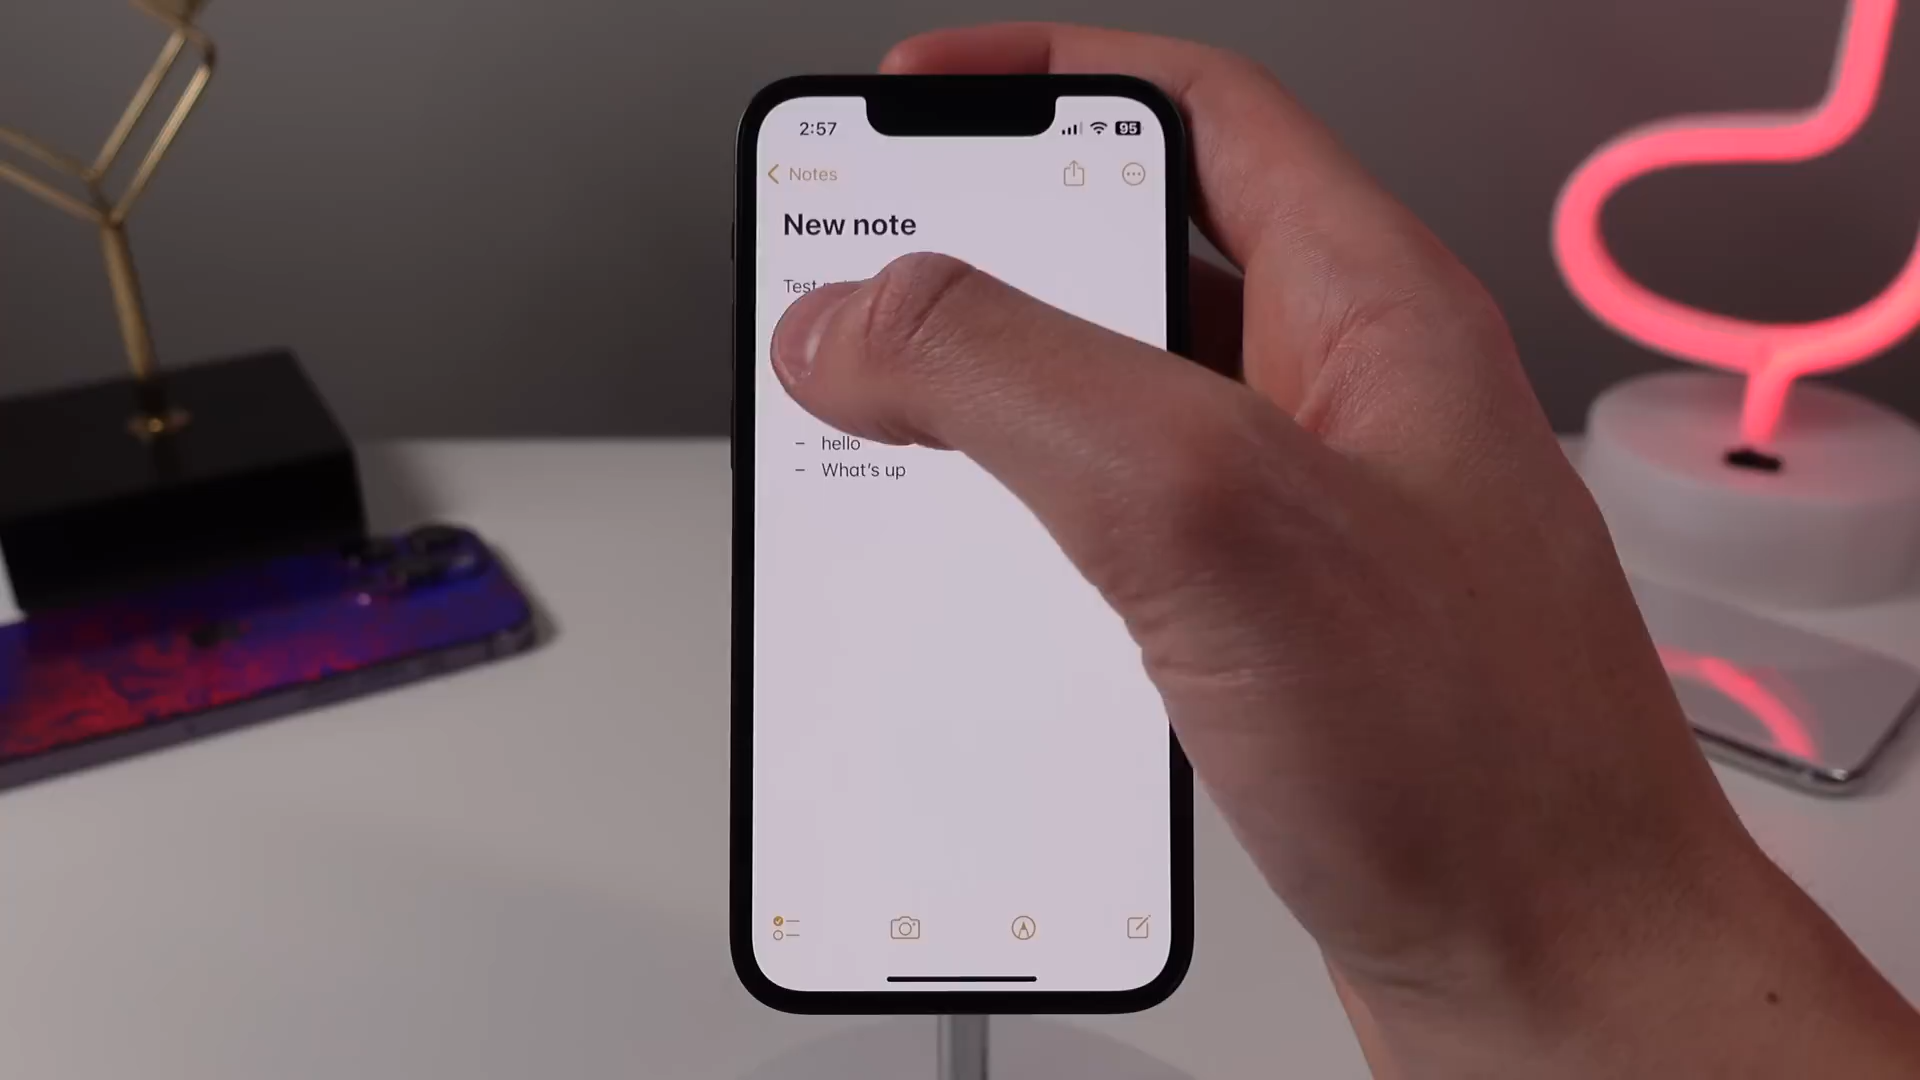 2:57
95
Notes
New note
Test
– hello
– What's up